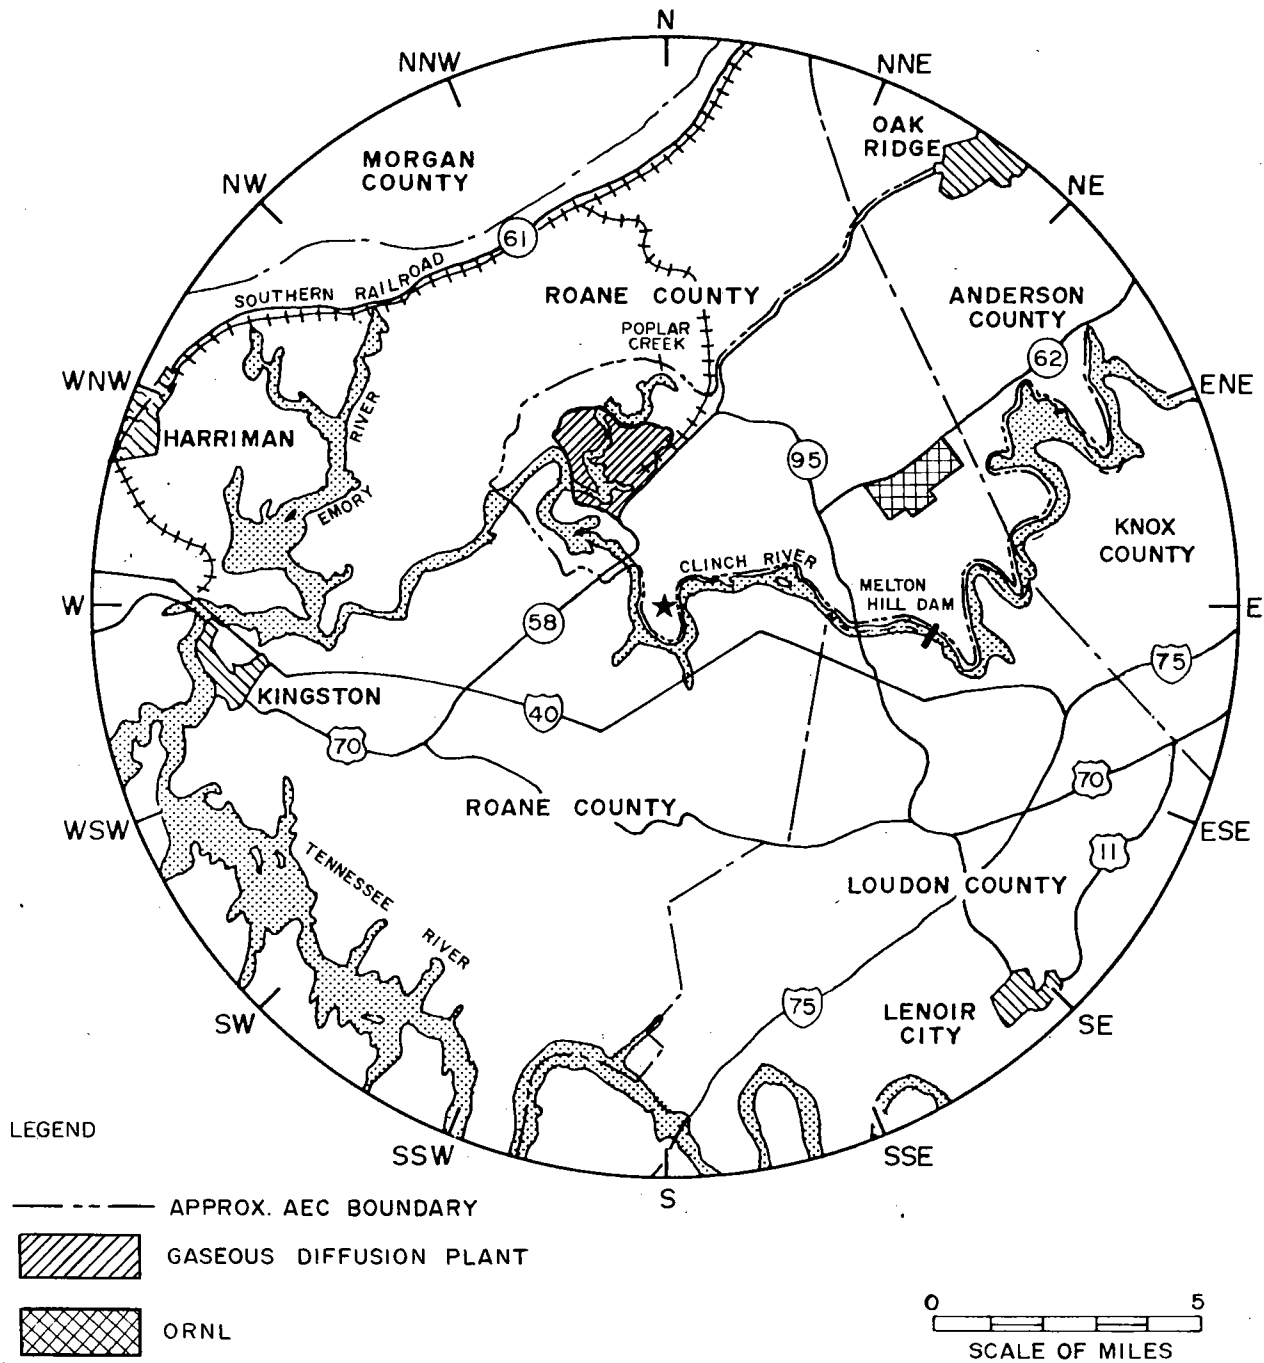 N
NNW
NNE
OAK
RIDGE
MORGAN
COUNTY
NW
NE
61
SOUTHERN RAILROAD
ROANE COUNTY
ANDERSON
COUNTY
POPLAR
CREEK
62
WNW
ENE
HARRIMAN
EMORY RIVER
95
KNOX
COUNTY
CLINCH RIVER
MELTON
HILL DAM
W
E
58
75
KINGSTON
40
70
70
ROANE COUNTY
WSW
ESE
11
TENNESSEE RIVER
LOUDON COUNTY
75
LENOIR
CITY
SW
SE
SSW
SSE
S
LEGEND
APPROX. AEC BOUNDARY
GASEOUS DIFFUSION PLANT
ORNL
0 5
SCALE OF MILES